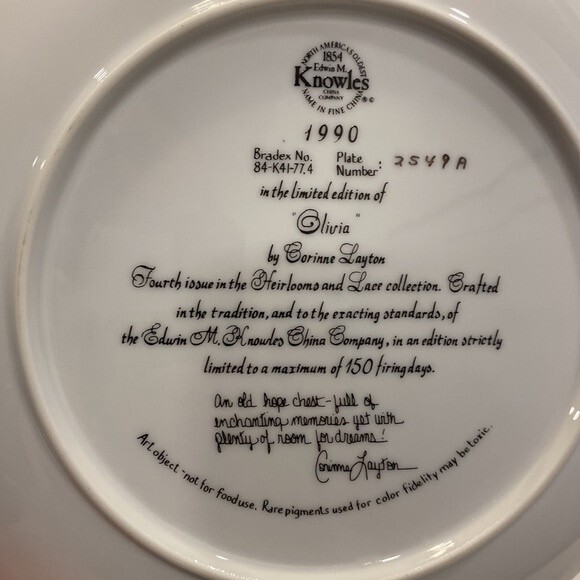 NORTH AMERICA'S OLDEST
1854
Edwin M.
Knowles
CHINA
COMPANY
NAME IN FINE CHINA
1990
Bradex No. Plate
84-K41-77.4 Number: 2549A
in the limited edition of
"Olivia"
by Corinne Layton
Fourth issue in the Heirlooms and Lace collection. Crafted
in the tradition, and to the exacting standards, of
the Edwin M. Knowles China Company, in an edition strictly
limited to a maximum of 150 firing days.
An old hope chest-full of
enchanting memories yet with
plenty of room for dreams!
Corinne Layton
Art object - not for food use. Rare pigments used for color fidelity may be toxic.